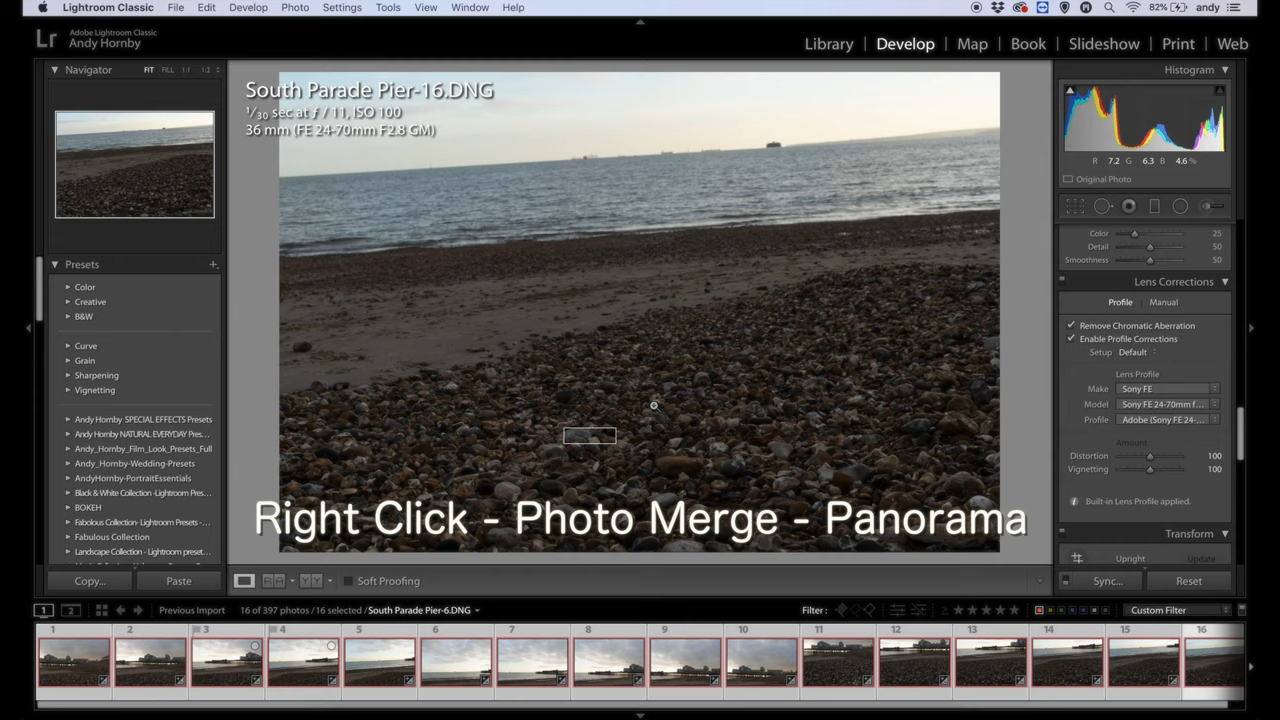 Lightroom Classic File Edit Develop Photo Settings Tools View Window Help 82% andy
Lr Adobe Lightroom Classic
Andy Hornby
Library Develop Map Book Slideshow Print Web
Navigator FIT FILL 1:1 1:2
Presets
Color
Creative
B&W
Curve
Grain
Sharpening
Vignetting
Andy Hornby SPECIAL EFFECTS Presets
Andy Hornby NATURAL EVERYDAY Pres...
Andy_Hornby_Film_Look_Presets_Full
Andy_Hornby-Wedding-Presets
AndyHornby-PortraitEssentials
Black & White Collection -Lightroom Pres...
BOKEH
Fabolous Collection- Lightroom Presets -...
Fabulous Collection
Landscape Collection - Lightroom preset...
Copy... Paste
South Parade Pier-16.DNG
1/30 sec at ƒ / 11, ISO 100
36 mm (FE 24-70mm F2.8 GM)
Right Click - Photo Merge - Panorama
Soft Proofing
Histogram
R 7.2 G 6.3 B 4.6 %
Original Photo
Color 25
Detail 50
Smoothness 50
Lens Corrections
Profile Manual
Remove Chromatic Aberration
Enable Profile Corrections
Setup Default
Lens Profile
Make Sony FE
Model Sony FE 24-70mm f...
Profile Adobe (Sony FE 24-...
Amount
Distortion 100
Vignetting 100
Built-in Lens Profile applied.
Transform
Upright Update
Sync... Reset
1 2 Previous Import 16 of 397 photos / 16 selected / South Parade Pier-6.DNG Filter : Custom Filter
1 2 3 4 5 6 7 8 9 10 11 12 13 14 15 16